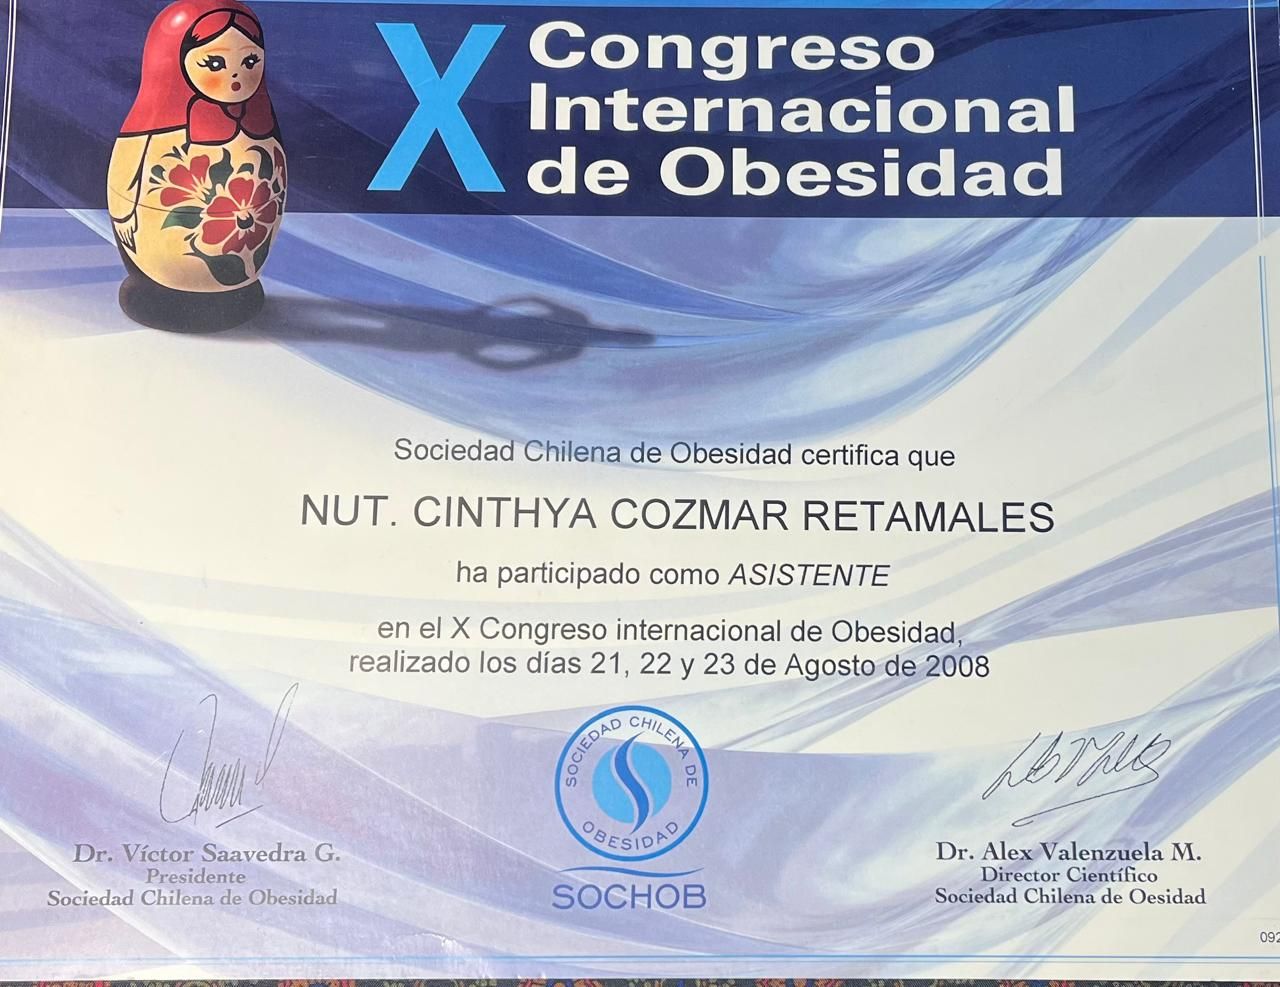 X Congreso
Internacional
de Obesidad
Sociedad Chilena de Obesidad certifica que
NUT. CINTHYA COZMAR RETAMALES
ha participado como ASISTENTE
en el X Congreso internacional de Obesidad,
realizado los días 21, 22 y 23 de Agosto de 2008
SOCIEDAD CHILENA DE
OBESIDAD
SOCHOB
Dr. Víctor Saavedra G.
Presidente
Sociedad Chilena de Obesidad
Dr. Alex Valenzuela M.
Director Científico
Sociedad Chilena de Oesidad
092